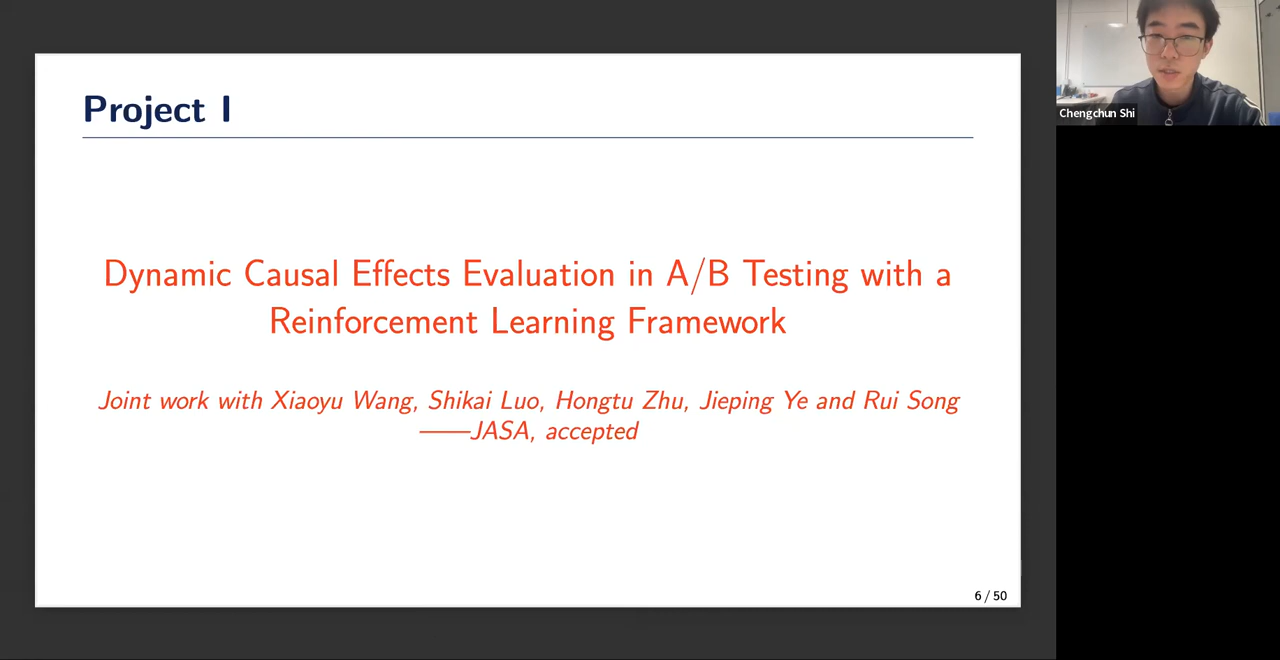 Project I
Dynamic Causal Effects Evaluation in A/B Testing with a
Reinforcement Learning Framework
Joint work with Xiaoyu Wang, Shikai Luo, Hongtu Zhu, Jieping Ye and Rui Song
——JASA, accepted
6 / 50
Chengchun Shi